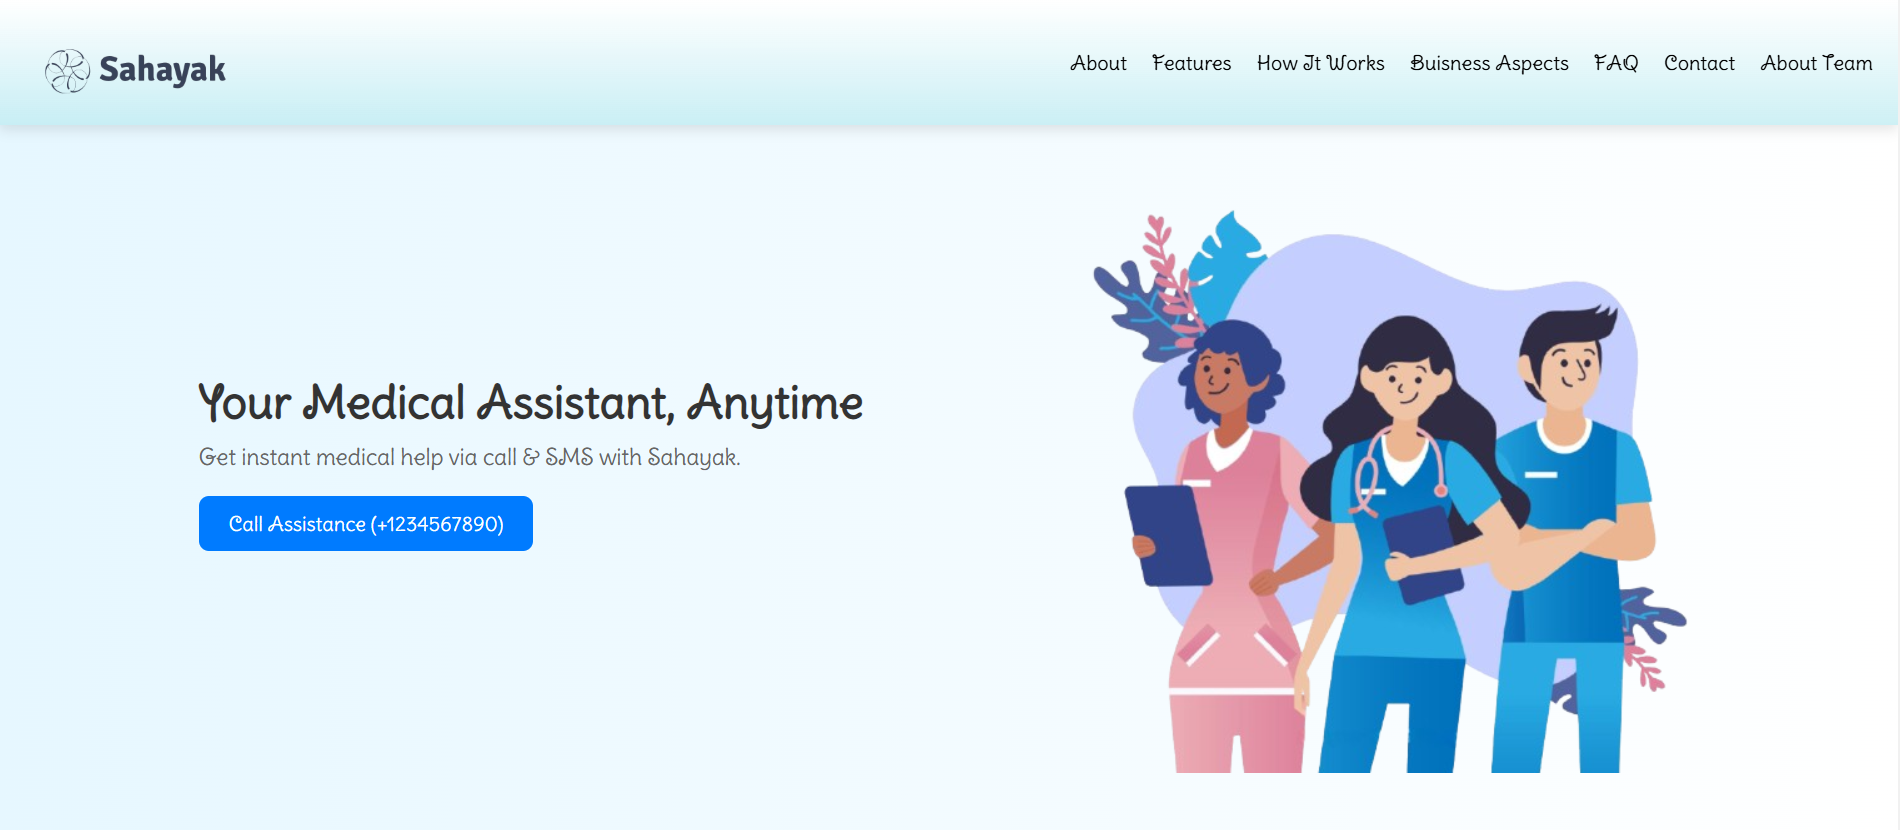 Sahayak
About Features How It Works Buisness Aspects FAQ Contact About Team
Your Medical Assistant, Anytime
Get instant medical help via call & SMS with Sahayak.
Call Assistance (+1234567890)